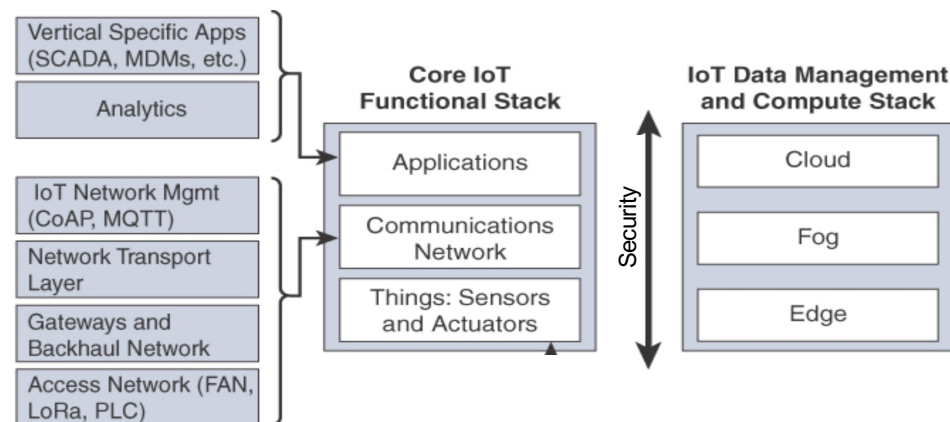 Vertical Specific Apps
(SCADA, MDMs, etc.)
Analytics
IoT Network Mgmt
(CoAP, MQTT)
Network Transport
Layer
Gateways and
Backhaul Network
Access Network (FAN,
LoRa, PLC)
Core IoT
Functional Stack
Applications
Communications
Network
Things: Sensors
and Actuators
Security
IoT Data Management
and Compute Stack
Cloud
Fog
Edge